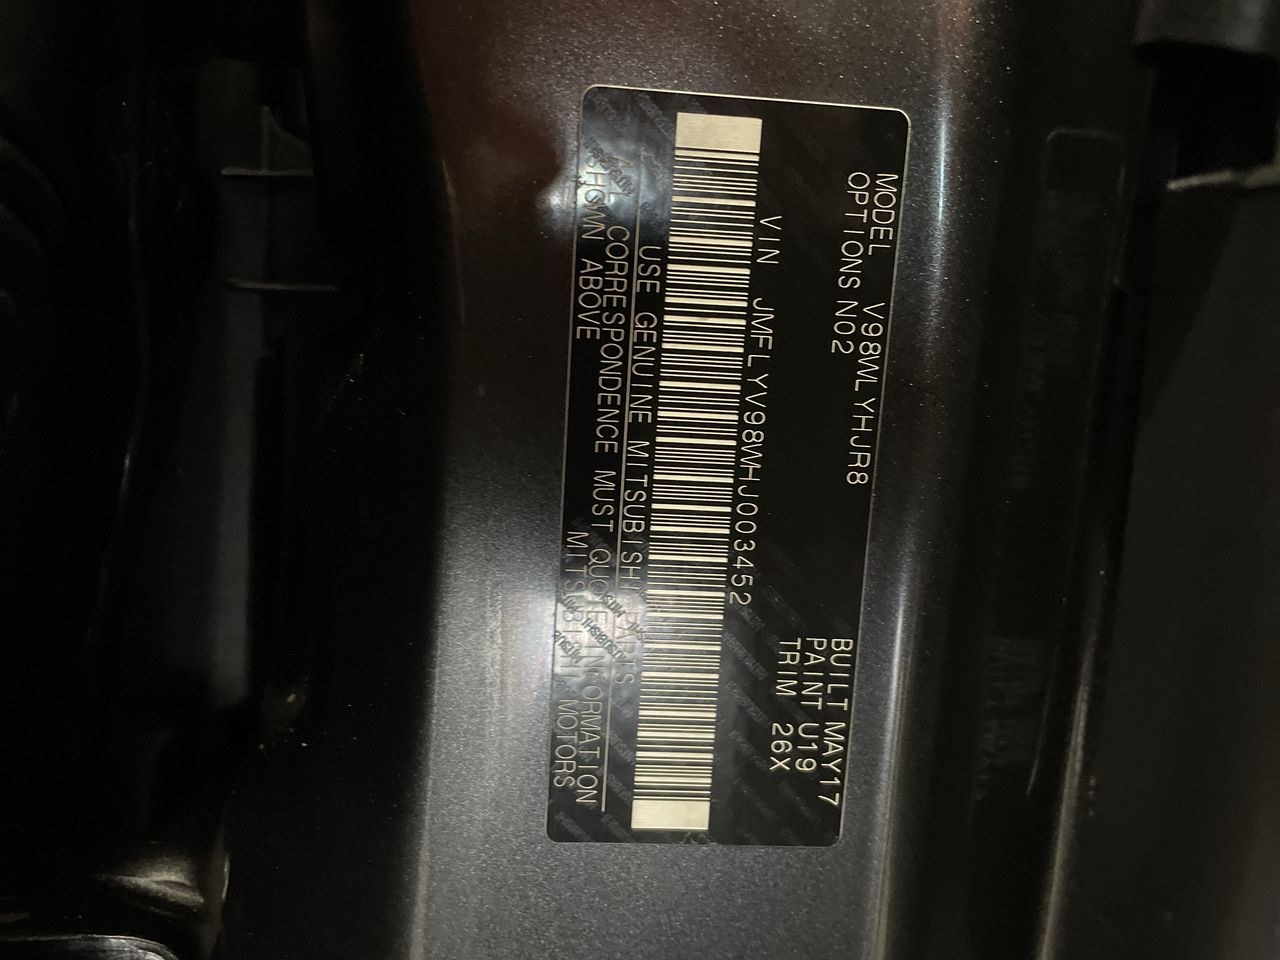 MODEL V98WLYHJR8 BUILT MAY17
OPTIONS N02 PAINT U19
TRIM 26X
VIN JMFLYV98WHJ003452
USE GENUINE MITSUBISHI PARTS
CORRESPONDENCE MUST QUOTE INFORMATION
SHOWN ABOVE MITSUBISHI MOTORS